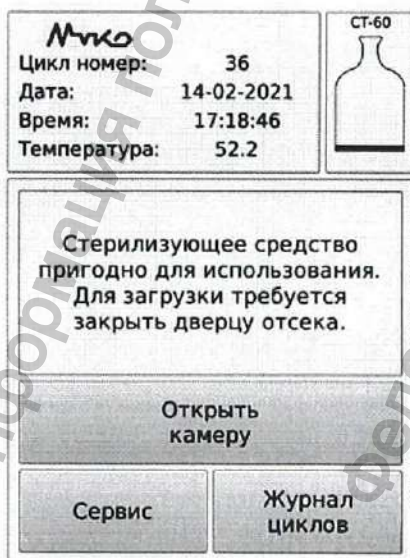 Мико
СТ-60
Цикл номер: 36
Дата: 14-02-2021
Время: 17:18:46
Температура: 52.2
Стерилизующее средство
пригодно для использования.
Для загрузки требуется
закрыть дверцу отсека.
Открыть
камеру
Сервис
Журнал
циклов